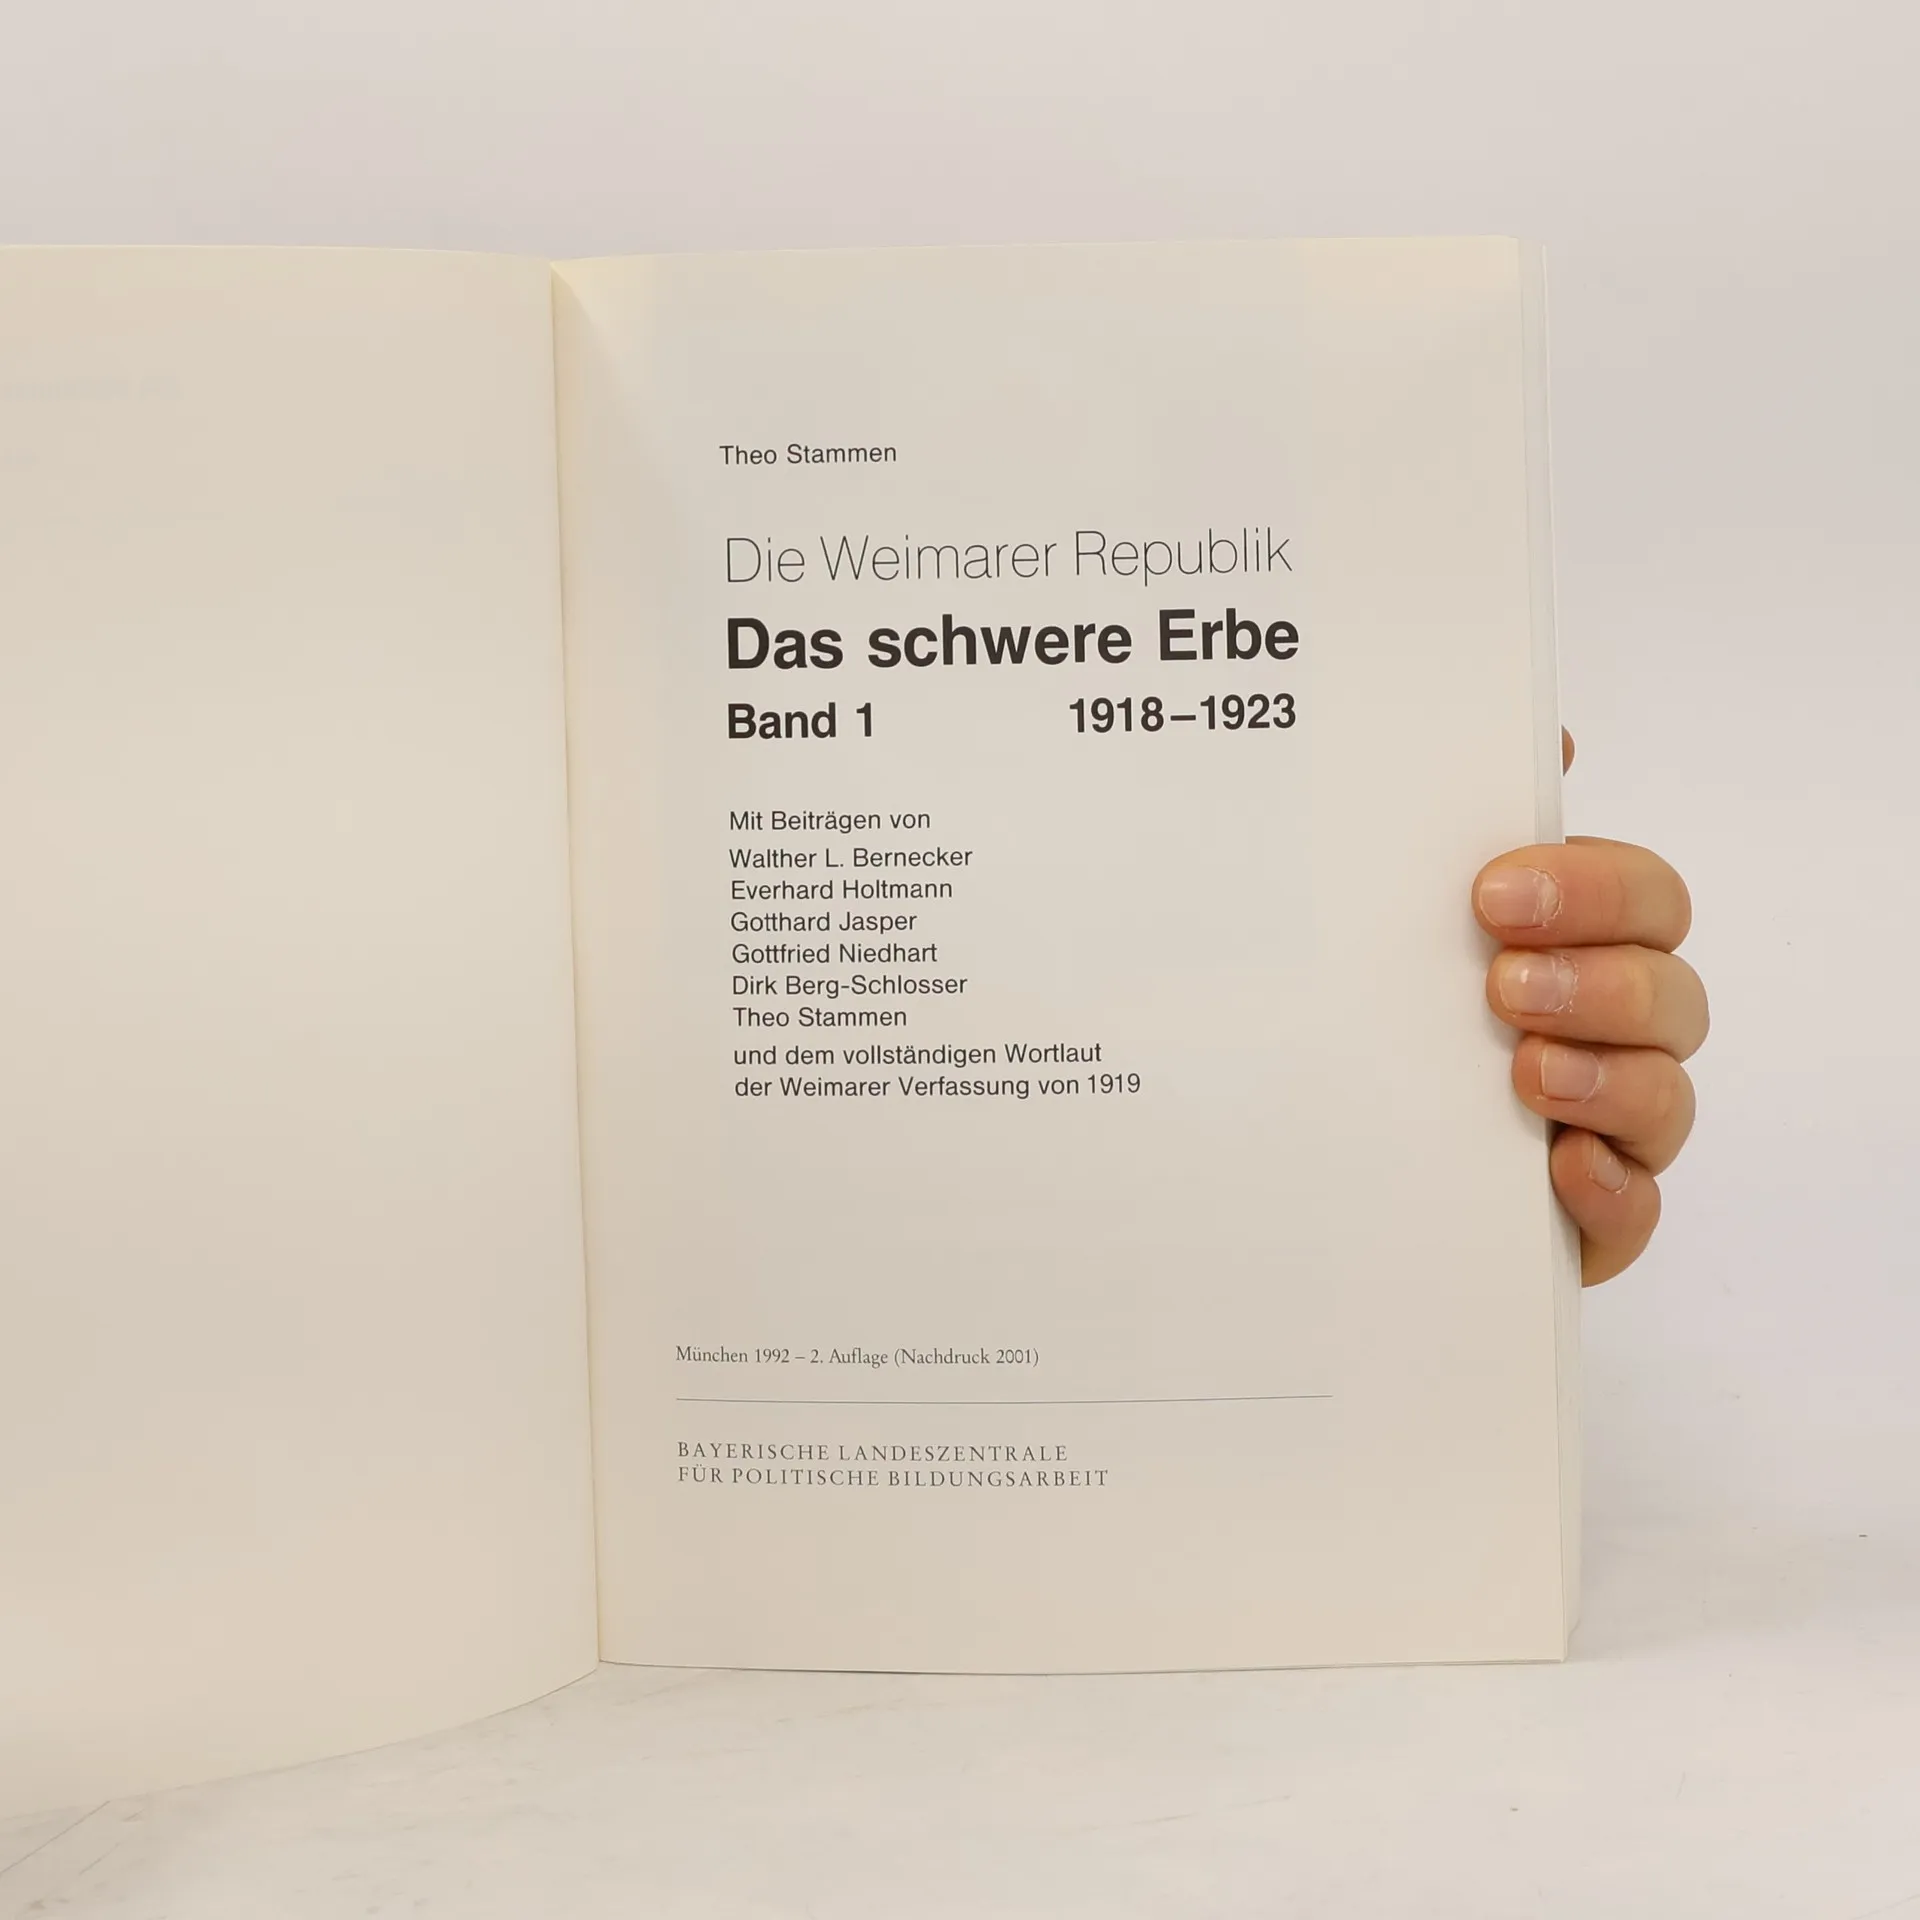 Theo Stammen
Die Weimarer Republik
Das schwere Erbe
Band 1 1918–1923
Mit Beiträgen von
Walther L. Bernecker
Everhard Holtmann
Gotthard Jasper
Gottfried Niedhart
Dirk Berg-Schlosser
Theo Stammen
und dem vollständigen Wortlaut
der Weimarer Verfassung von 1919
München 1992 – 2. Auflage (Nachdruck 2001)
BAYERISCHE LANDESZENTRALE
FÜR POLITISCHE BILDUNGSARBEIT